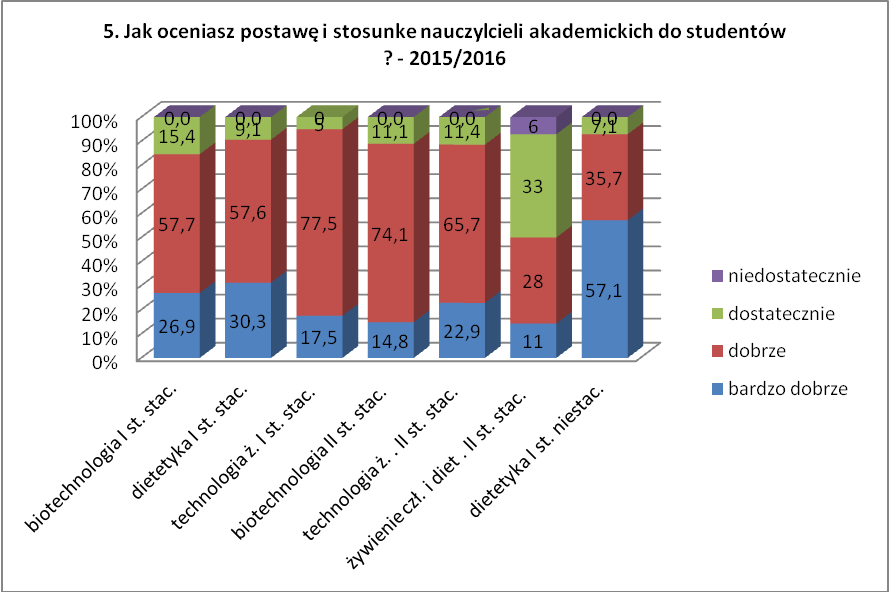 5. Jak oceniasz postawę i stosunke nauczylcieli akademickich do studentów
? - 2015/2016
100%
90%
80%
70%
60%
50%
40%
30%
20%
10%
0%
0,0 0,0 0 0,0 0,0 6 0,0
15,4 9,1 5 11,1 11,4 33 7,1
57,7 57,6 77,5 74,1 65,7 28 35,7
26,9 30,3 17,5 14,8 22,9 11 57,1
biotechnologia I st. stac.
dietetyka I st. stac.
technologia ż. I st. stac.
biotechnologia II st. stac.
technologia ż. . II st. stac.
żywienie czł. i diet . II st. stac.
dietetyka I st. niestac.
niedostatecznie
dostatecznie
dobrze
bardzo dobrze